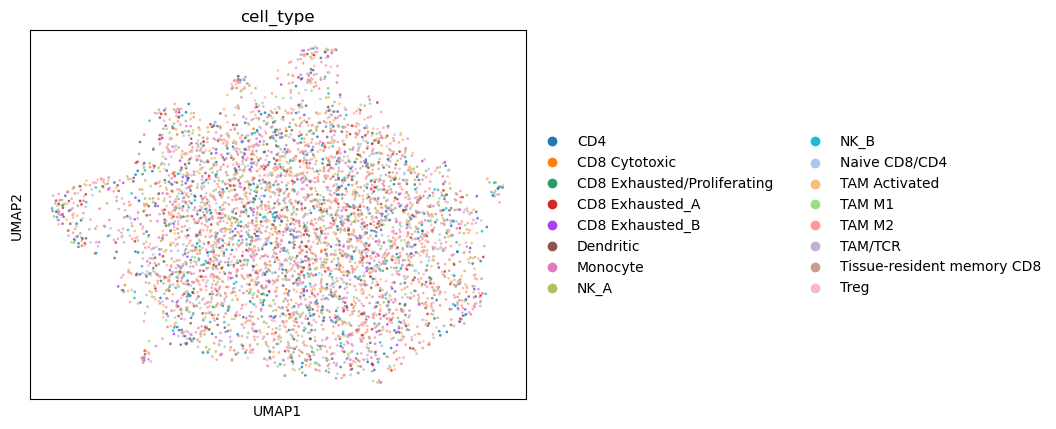 cell_type
UMAP2
UMAP1
CD4
CD8 Cytotoxic
CD8 Exhausted/Proliferating
CD8 Exhausted_A
CD8 Exhausted_B
Dendritic
Monocyte
NK_A
NK_B
Naive CD8/CD4
TAM Activated
TAM M1
TAM M2
TAM/TCR
Tissue-resident memory CD8
Treg